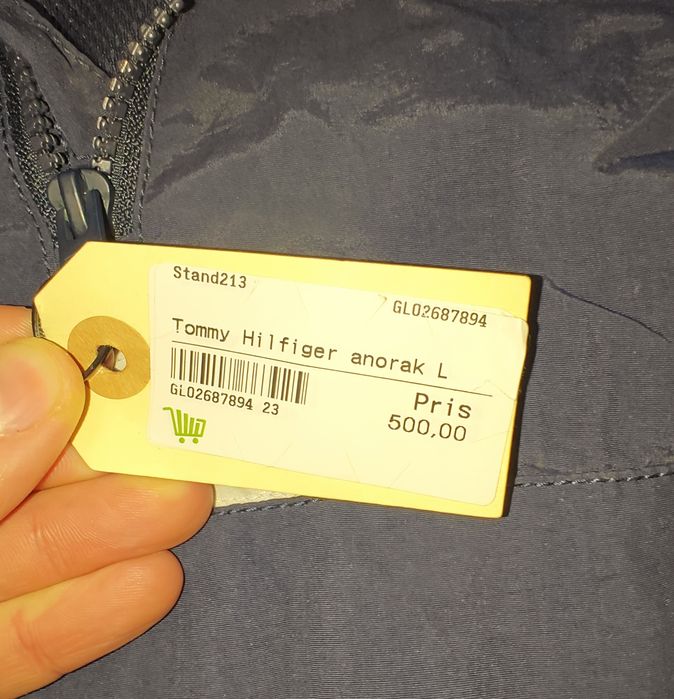 Stand213
GL02687894
Tommy Hilfiger anorak L
GL02687894 23
Pris
500,00